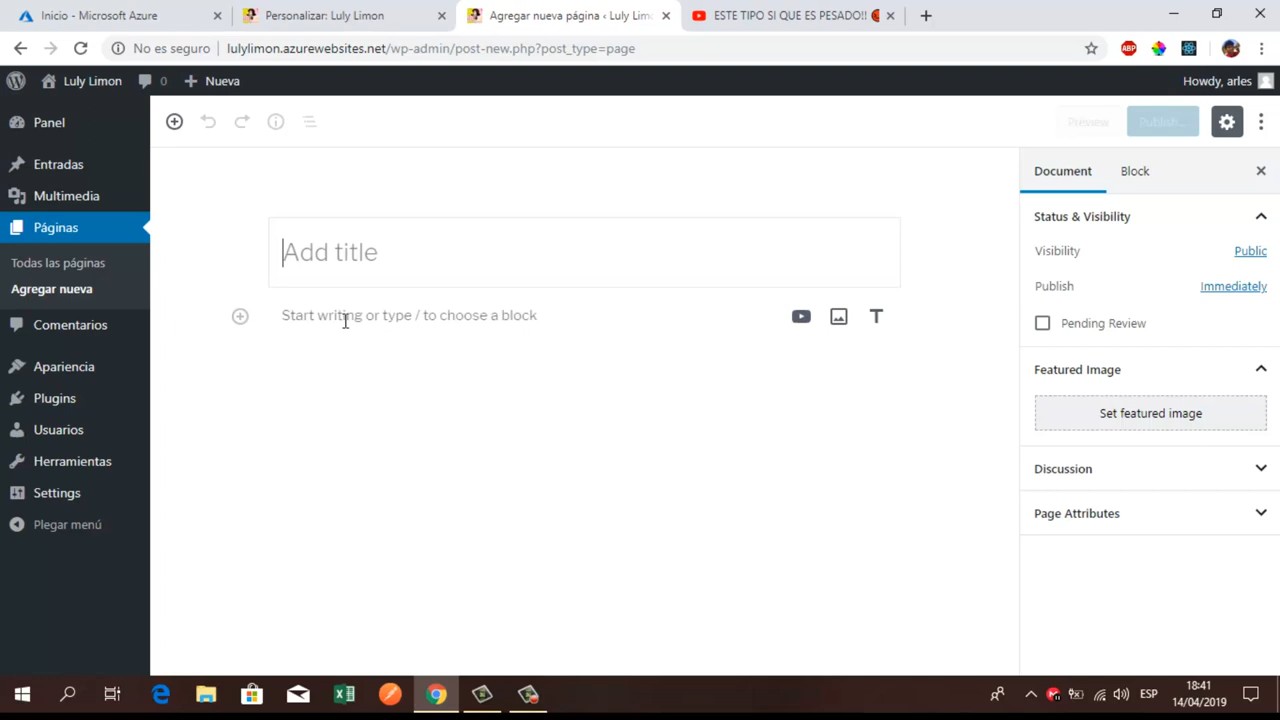 Inicio - Microsoft Azure
Personalizar: Luly Limon
Agregar nueva página ‹ Luly Lim
ESTE TIPO SI QUE ES PESADO!!
No es seguro
lulylimon.azurewebsites.net/wp-admin/post-new.php?post_type=page
ABP
Luly Limon
0
Nueva
Howdy, arles
Panel
Entradas
Multimedia
Páginas
Todas las páginas
Agregar nueva
Comentarios
Apariencia
Plugins
Usuarios
Herramientas
Settings
Plegar menú
Preview
Publish...
Add title
Start writing or type / to choose a block
Document
Block
Status & Visibility
Visibility
Public
Publish
Immediately
Pending Review
Featured Image
Set featured image
Discussion
Page Attributes
ESP
18:41
14/04/2019